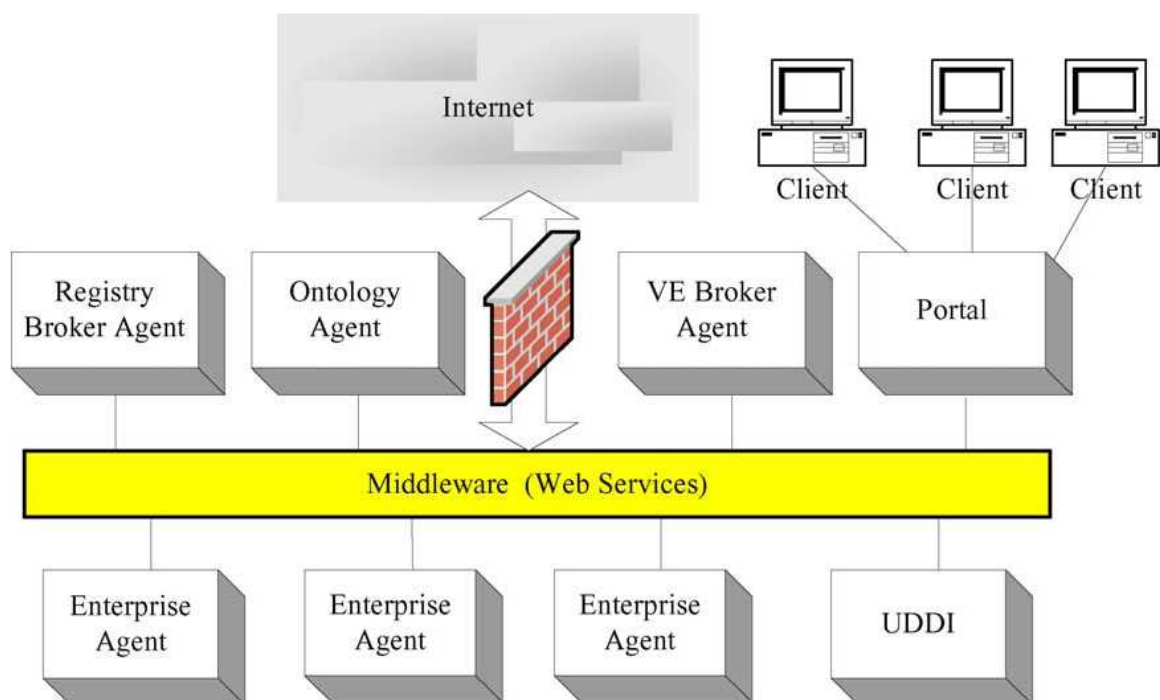 Internet
Client
Client
Client
Registry
Broker Agent
Ontology
Agent
VE Broker
Agent
Portal
Middleware (Web Services)
Enterprise
Agent
Enterprise
Agent
Enterprise
Agent
UDDI